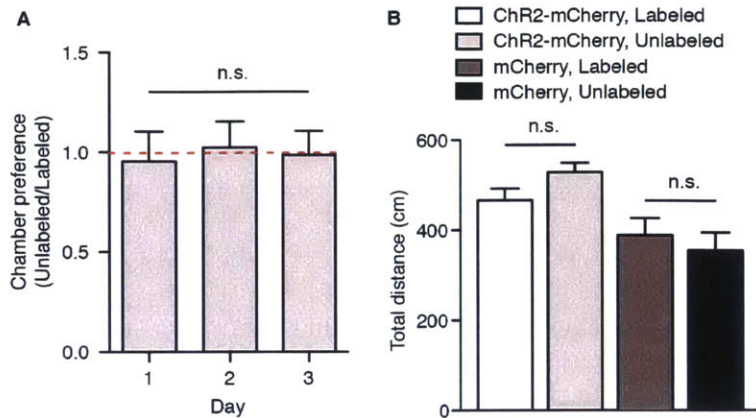 A
Chamber preference
(Unlabeled/Labeled)
1.5
1.0
0.5
0.0
n.s.
1
2
3
Day
B
ChR2-mCherry, Labeled
ChR2-mCherry, Unlabeled
mCherry, Labeled
mCherry, Unlabeled
Total distance (cm)
600
400
200
0
n.s.
n.s.